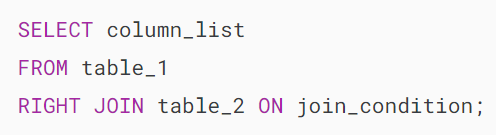 SELECT column_list
FROM table_1
RIGHT JOIN table_2 ON join_condition;